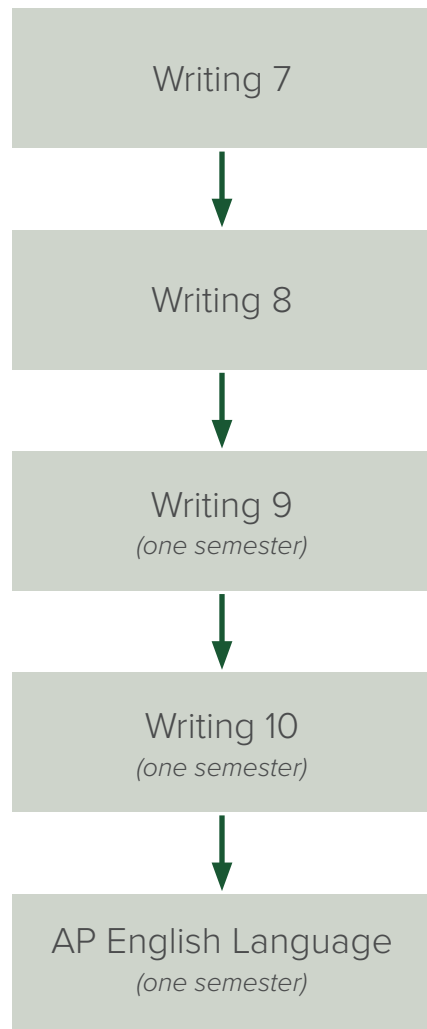 Writing 7
Writing 8
Writing 9
(one semester)
Writing 10
(one semester)
AP English Language
(one semester)